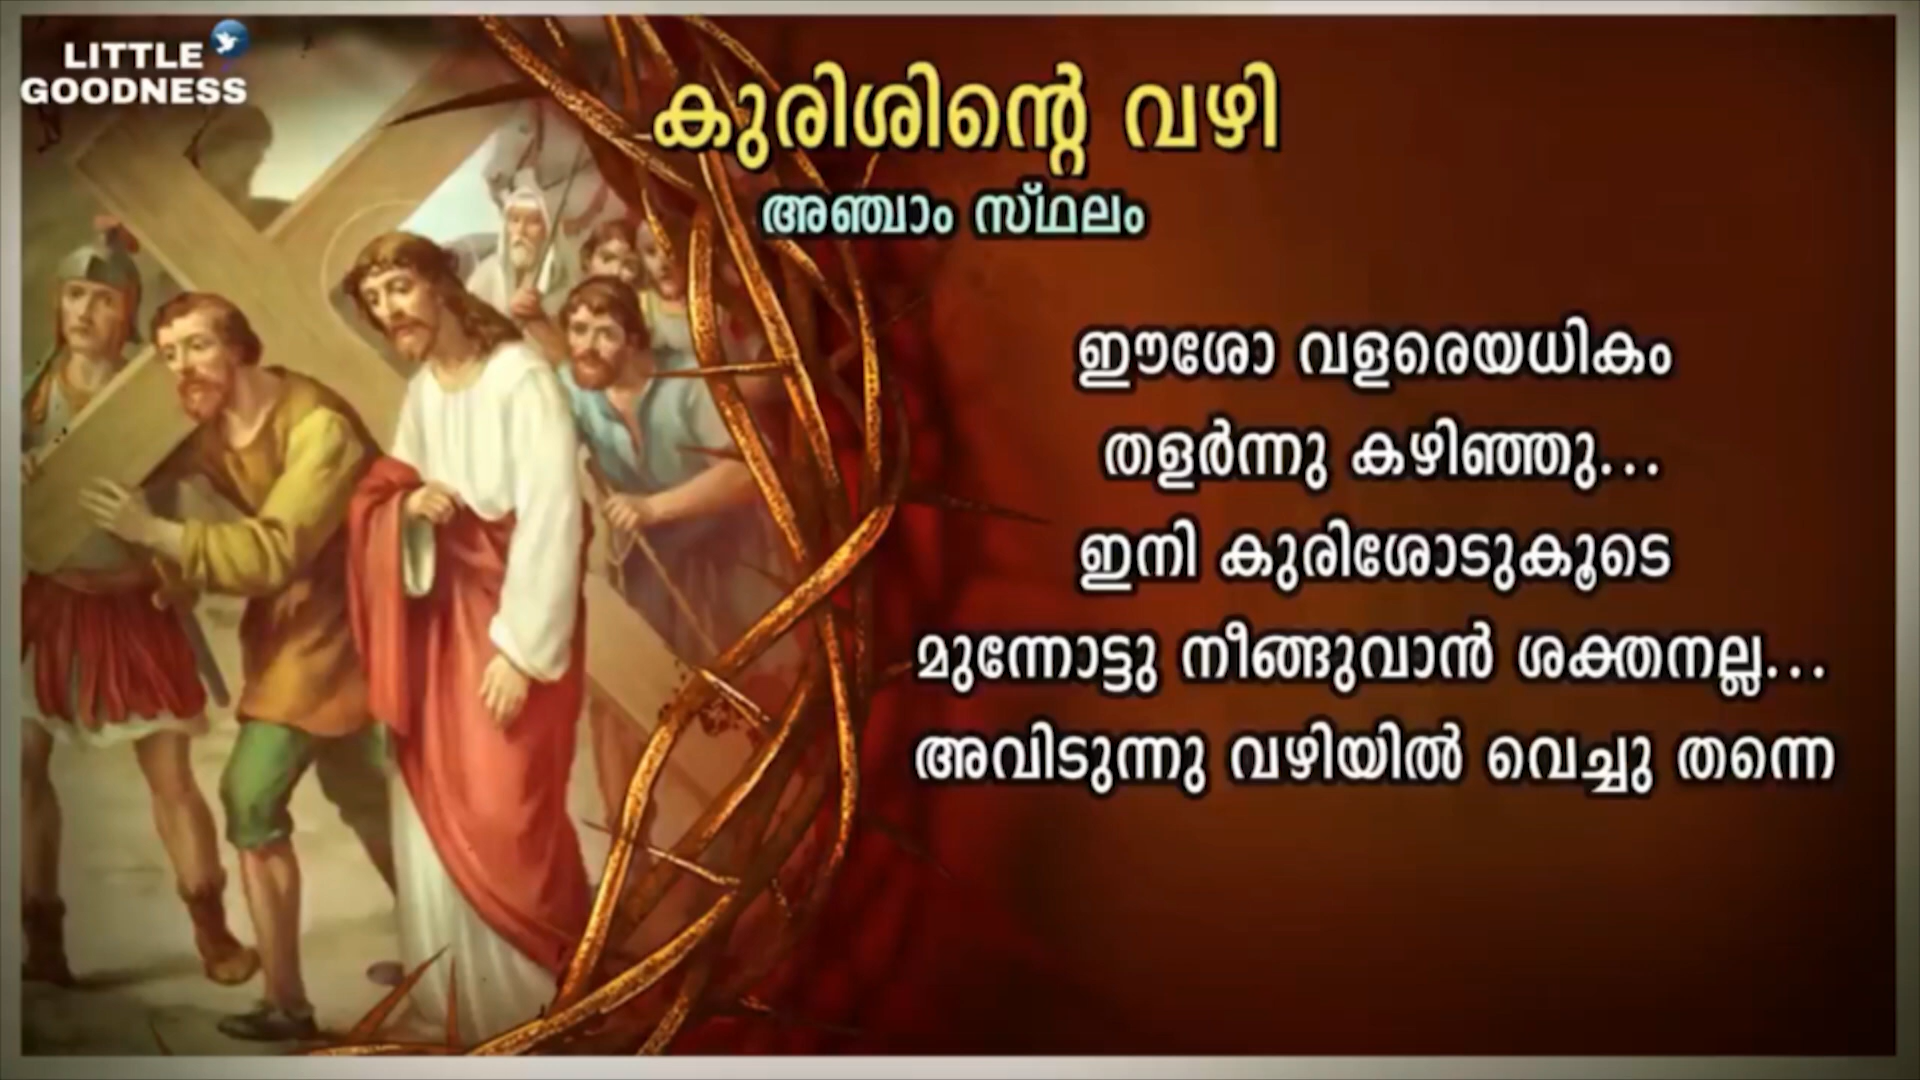 LITTLE
GOODNESS
കുരിശിന്റെ വഴി
അഞ്ചാം സ്ഥലം
ഈശോ വളരെയധികം
തളർന്നു കഴിഞ്ഞു...
ഇനി കുരിശോടുകൂടെ
മുന്നോട്ടു നീങ്ങുവാൻ ശക്തനല്ല...
അവിടുന്നു വഴിയിൽ വെച്ചു തന്നെ